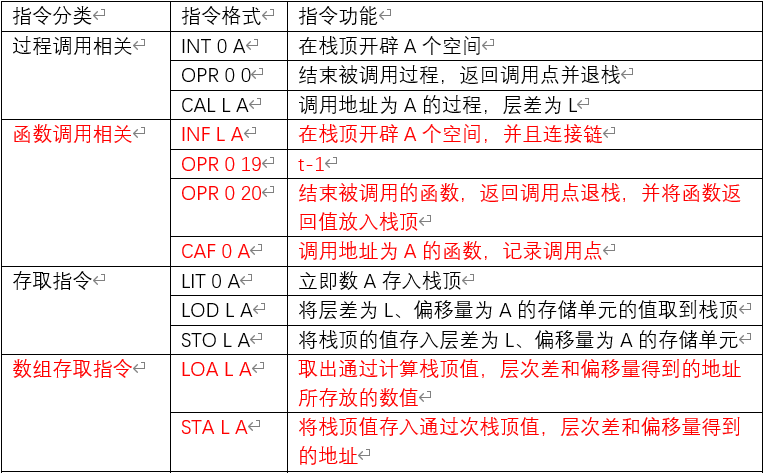 指令分类 指令格式 指令功能
过程调用相关 INT 0 A 在栈顶开辟 A 个空间
OPR 0 0 结束被调用过程，返回调用点并退栈
CAL L A 调用地址为 A 的过程，层差为 L
函数调用相关 INF L A 在栈顶开辟 A 个空间，并且连接链
OPR 0 19 t-1
OPR 0 20 结束被调用的函数，返回调用点退栈，并将函数返
回值放入栈顶
CAF 0 A 调用地址为 A 的函数，记录调用点
存取指令 LIT 0 A 立即数 A 存入栈顶
LOD L A 将层差为 L、偏移量为 A 的存储单元的值取到栈顶
STO L A 将栈顶的值存入层差为 L、偏移量为 A 的存储单元
数组存取指令 LOA L A 取出通过计算栈顶值，层次差和偏移量得到的地址
所存放的数值
STA L A 将栈顶值存入通过次栈顶值，层次差和偏移量得到
的地址